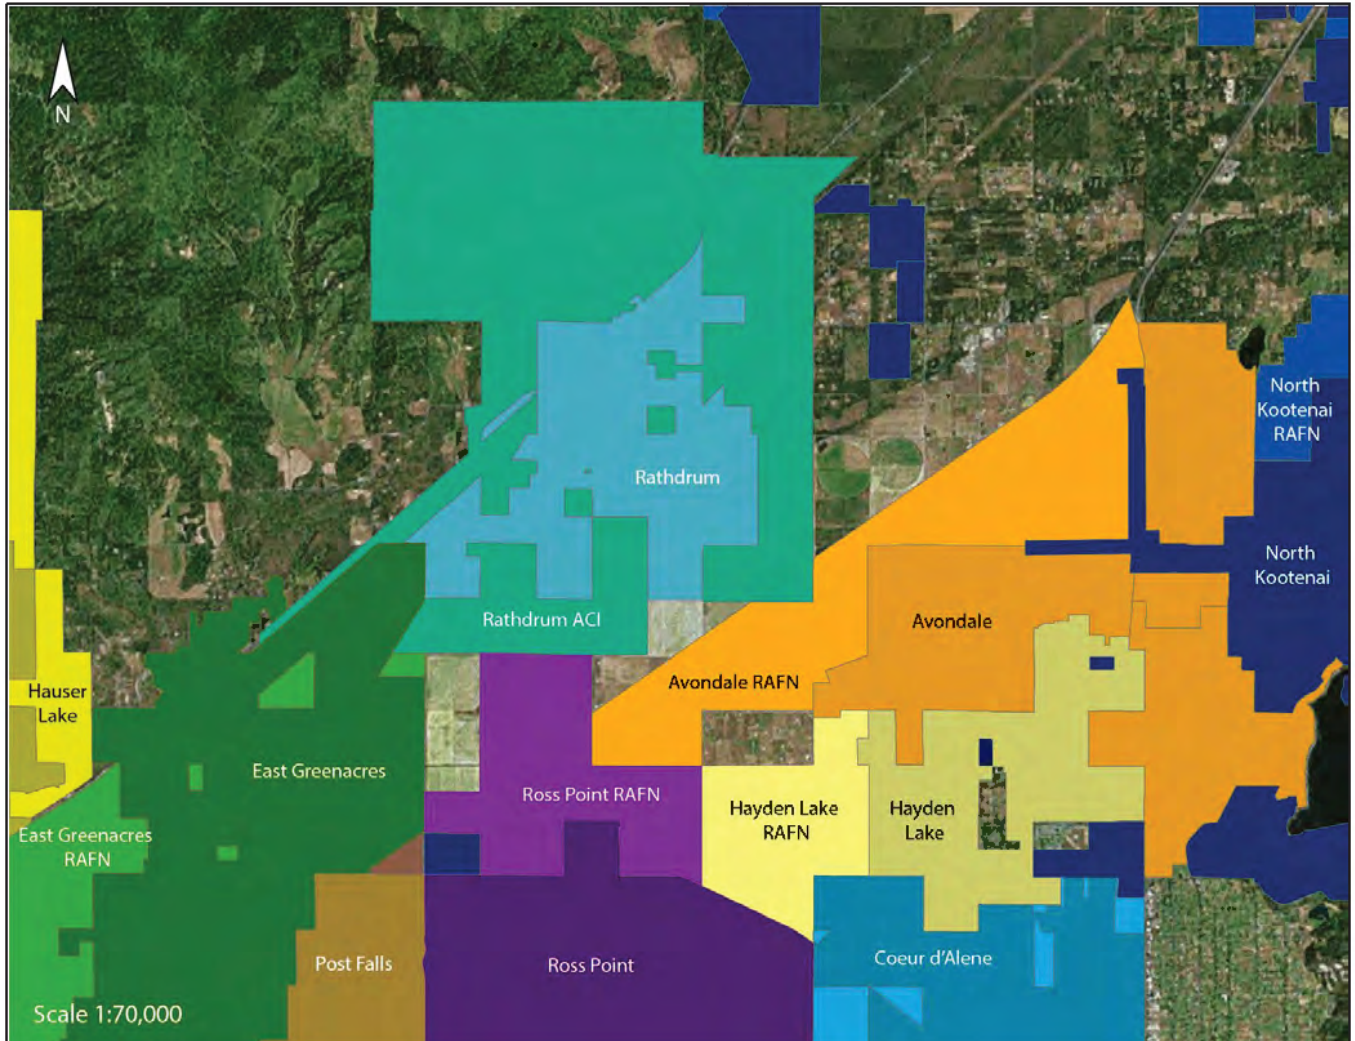 N
North
Kootenai
RAFN
Rathdrum
North
Kootenai
Rathdrum ACI
Avondale
Avondale RAFN
Hauser
Lake
East Greenacres
Ross Point RAFN
Hayden Lake
RAFN
Hayden
Lake
East Greenacres
RAFN
Post Falls
Ross Point
Coeur d'Alene
Scale 1:70,000